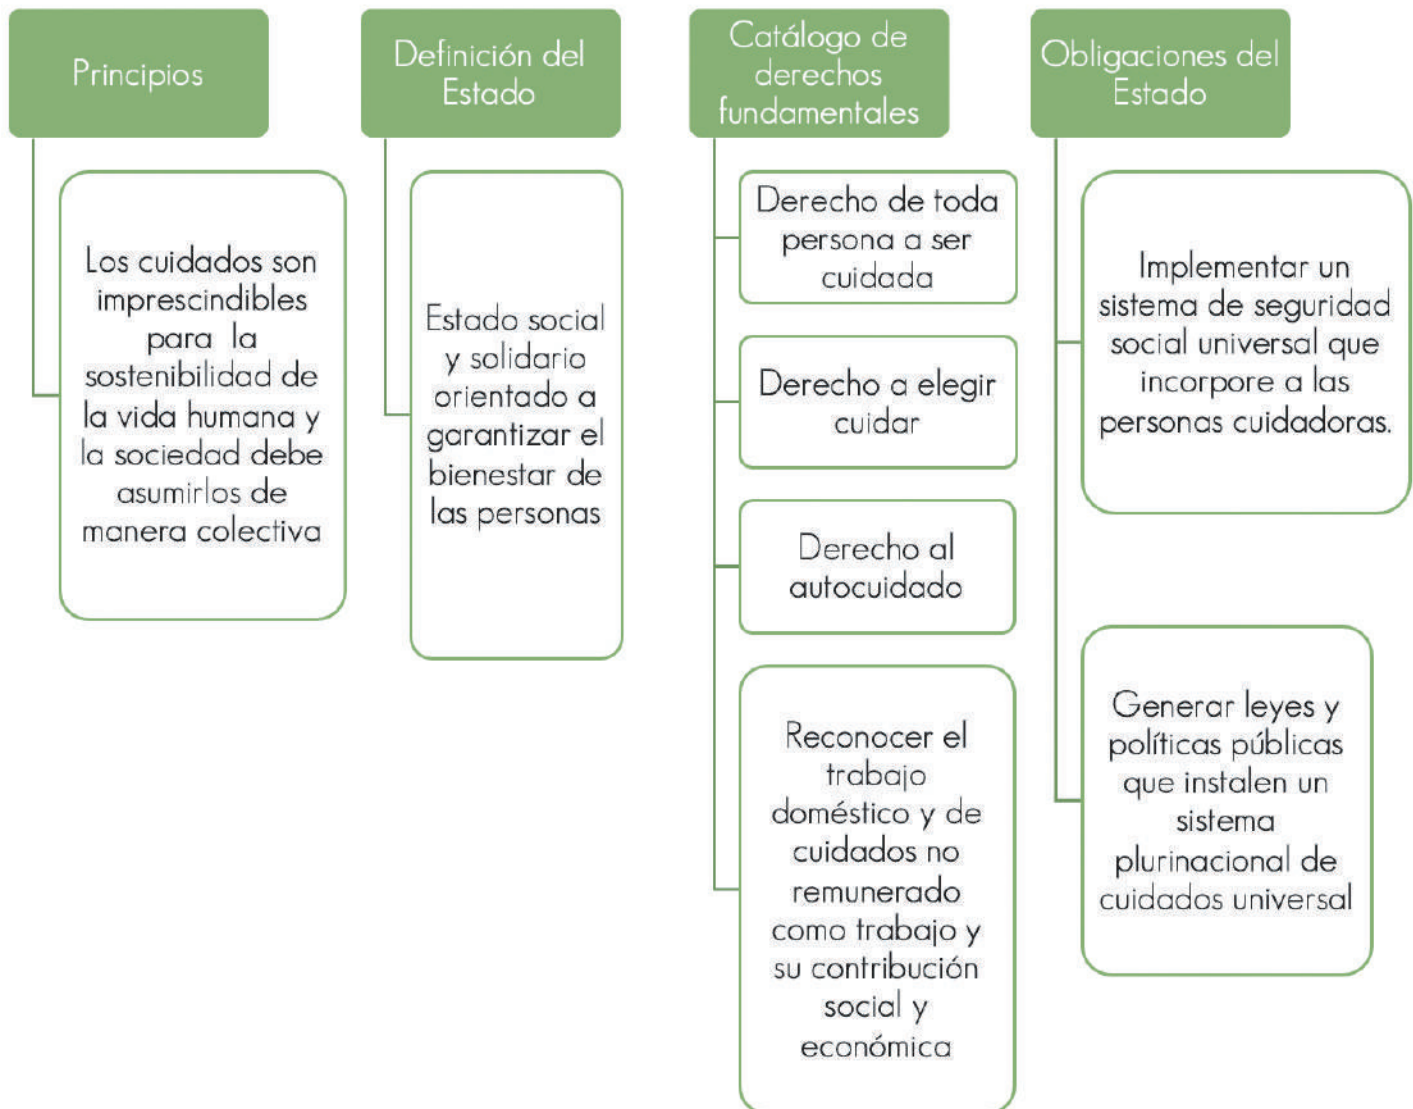 Principios
Los cuidados son
imprescindibles
para la
sostenibilidad de
la vida humana y
la sociedad debe
asumirlos de
manera colectiva
Definición del
Estado
Estado social
y solidario
orientado a
garantizar el
bienestar de
las personas
Catálogo de
derechos
fundamentales
Derecho de toda
persona a ser
cuidada
Derecho a elegir
cuidar
Derecho al
autocuidado
Reconocer el
trabajo
doméstico y de
cuidados no
remunerado
como trabajo y
su contribución
social y
económica
Obligaciones del
Estado
Implementar un
sistema de seguridad
social universal que
incorpore a las
personas cuidadoras.
Generar leyes y
políticas públicas
que instalen un
sistema
plurinacional de
cuidados universal